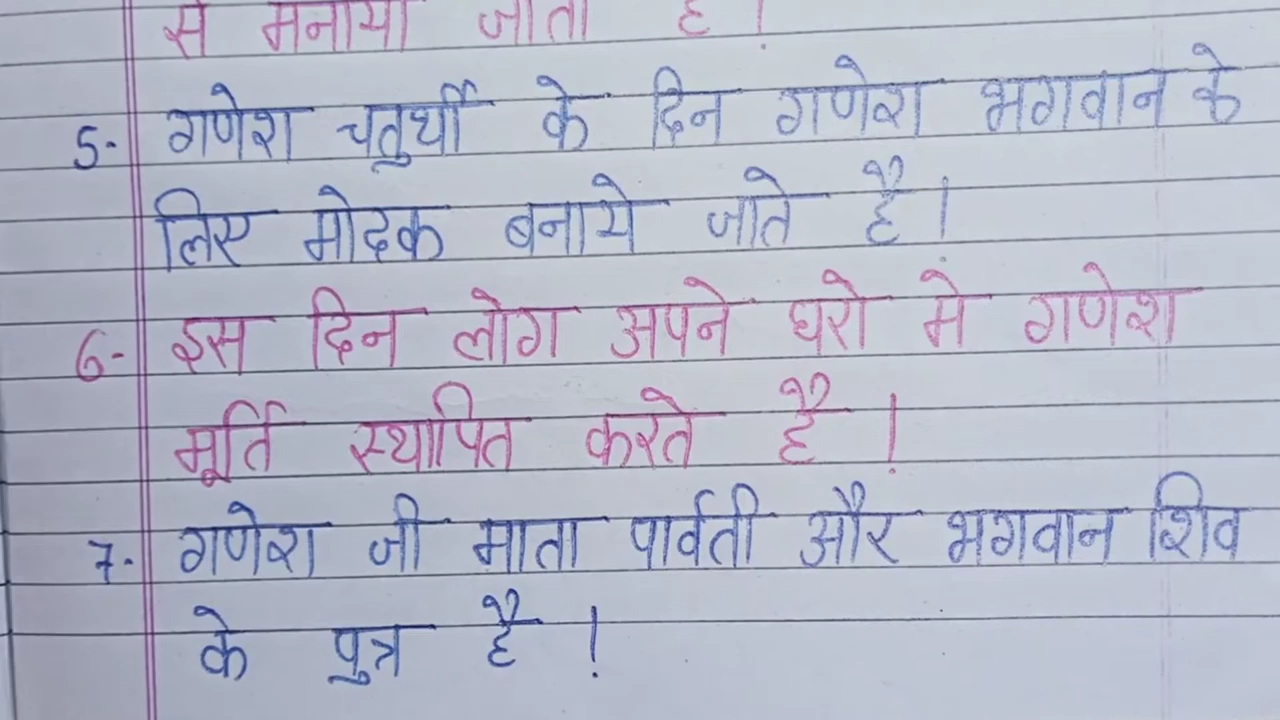 से मनाया जाता है।
5- गणेश चतुर्थी के दिन गणेश भगवान के
लिए मोदक बनाये जाते है।
6- इस दिन लोग अपने घरो मे गणेश
मूर्ति स्थापित करते है !
7- गणेश जी माता पार्वती और भगवान शिव
के पुत्र है !